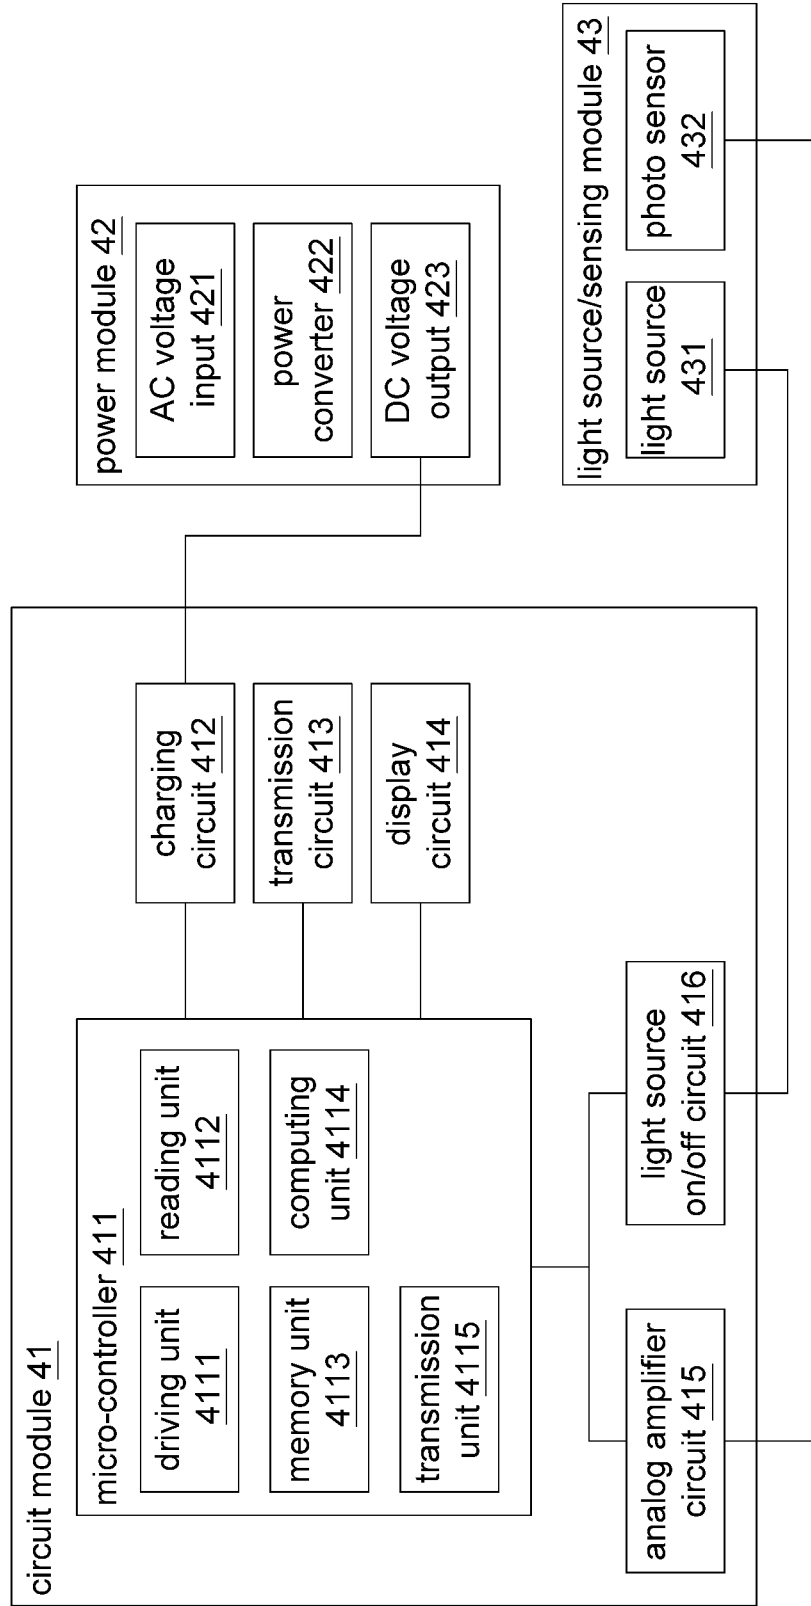 circuit module 41
micro-controller 411
driving unit
4111
reading unit
4112
memory unit
4113
computing
unit 4114
transmission
unit 4115
charging
circuit 412
transmission
circuit 413
display
circuit 414
analog amplifier
circuit 415
light source
on/off circuit 416
power module 42
AC voltage
input 421
power
converter 422
DC voltage
output 423
light source/sensing module 43
light source
431
photo sensor
432